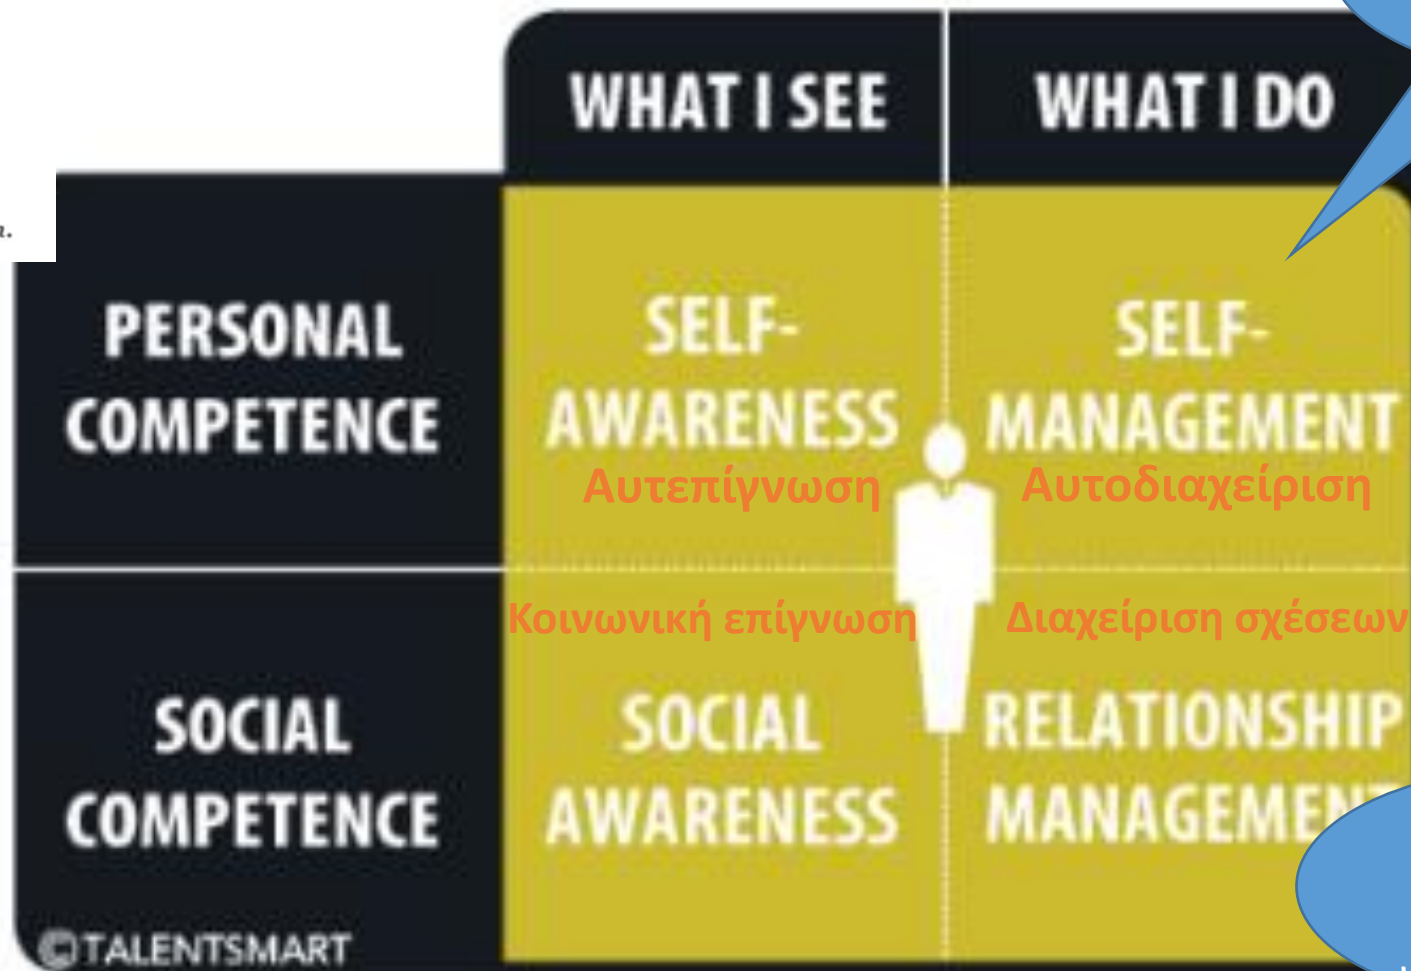 WHAT I SEE
WHAT I DO
PERSONAL
COMPETENCE
SELF-
AWARENESS
Αυτεπίγνωση
SELF-
MANAGEMENT
Αυτοδιαχείριση
SOCIAL
COMPETENCE
Κοινωνική επίγνωση
SOCIAL
AWARENESS
Διαχείριση σχέσεων
RELATIONSHIP
MANAGEMENT
©TALENTSMART